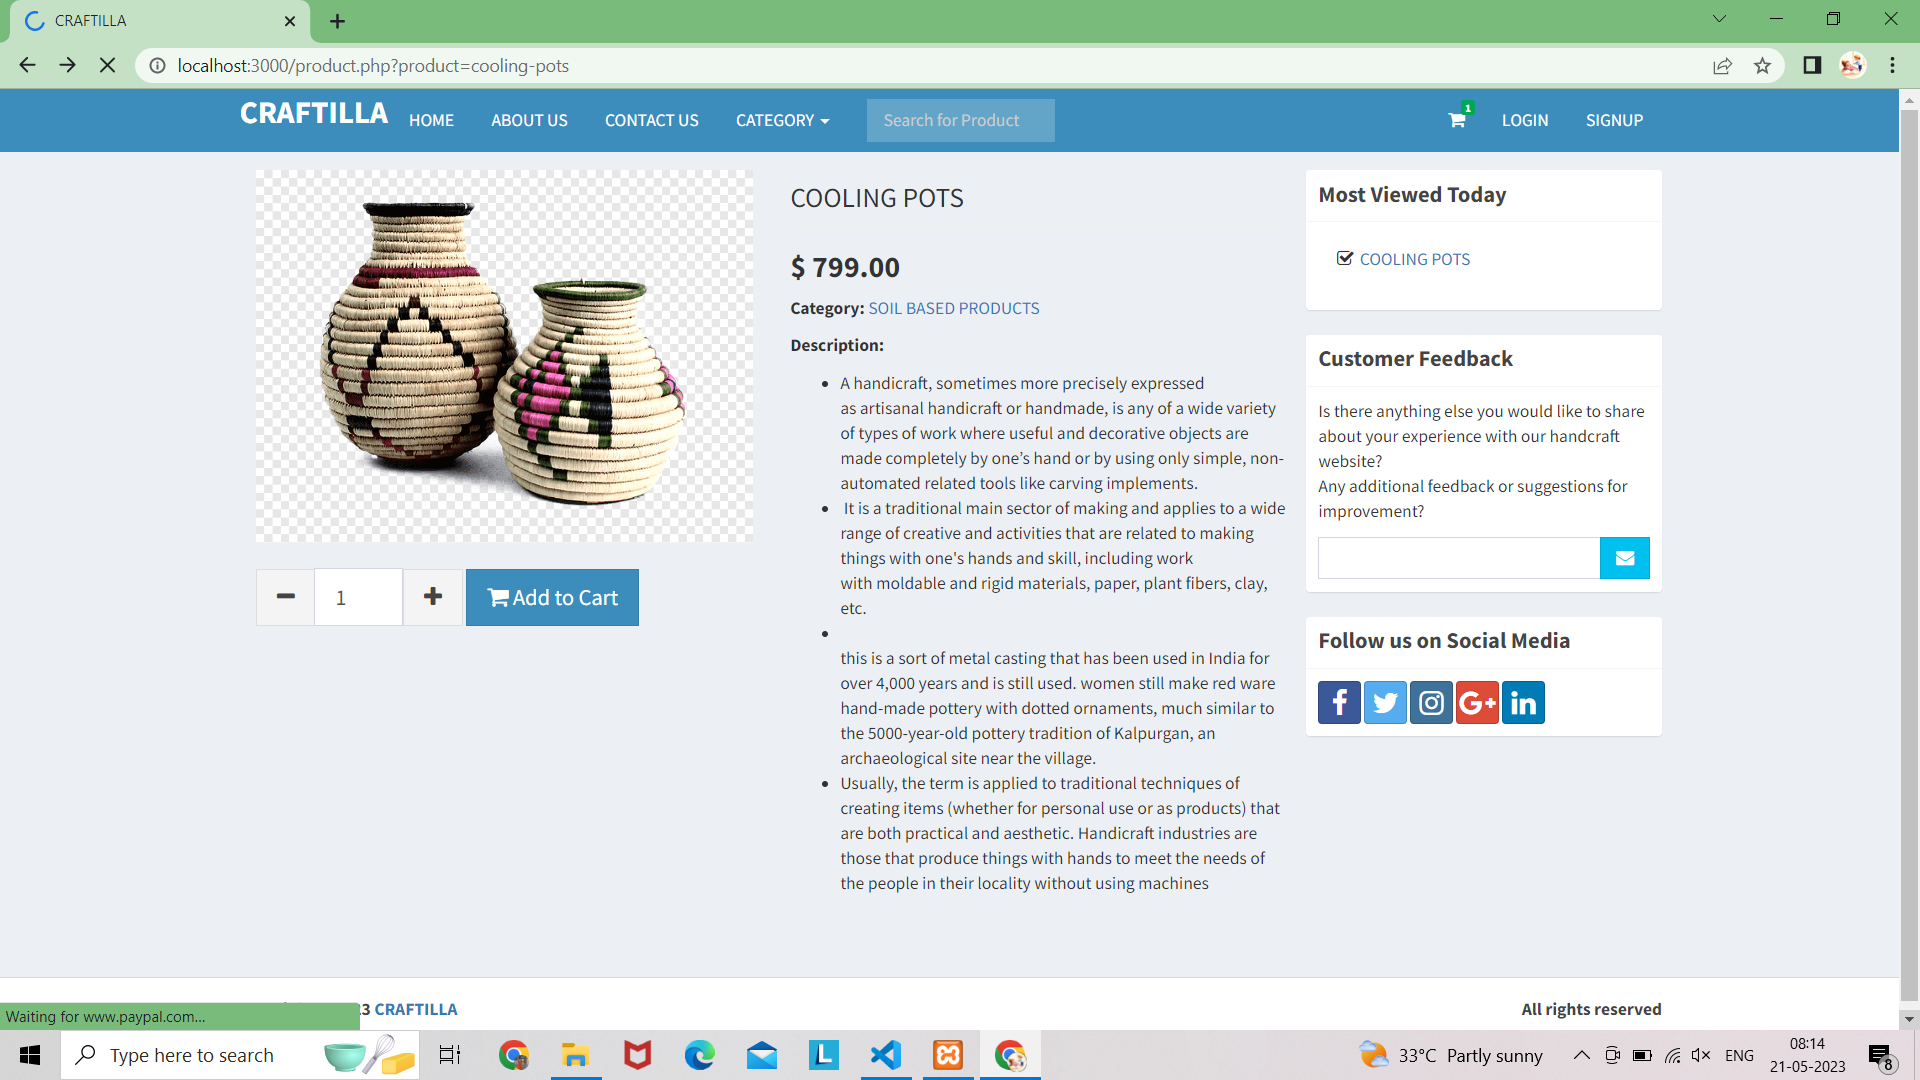 CRAFTILLA
localhost:3000/product.php?product=cooling-pots
CRAFTILLA HOME ABOUT US CONTACT US CATEGORY Search for Product 1 LOGIN SIGNUP
COOLING POTS
$ 799.00
Category: SOIL BASED PRODUCTS
Description:
A handicraft, sometimes more precisely expressed
as artisanal handicraft or handmade, is any of a wide variety
of types of work where useful and decorative objects are
made completely by one’s hand or by using only simple, non-
automated related tools like carving implements.
It is a traditional main sector of making and applies to a wide
range of creative and activities that are related to making
things with one's hands and skill, including work
with moldable and rigid materials, paper, plant fibers, clay,
etc.
this is a sort of metal casting that has been used in India for
over 4,000 years and is still used. women still make red ware
hand-made pottery with dotted ornaments, much similar to
the 5000-year-old pottery tradition of Kalpurgan, an
archaeological site near the village.
Usually, the term is applied to traditional techniques of
creating items (whether for personal use or as products) that
are both practical and aesthetic. Handicraft industries are
those that produce things with hands to meet the needs of
the people in their locality without using machines
1 Add to Cart
Most Viewed Today
COOLING POTS
Customer Feedback
Is there anything else you would like to share
about your experience with our handcraft
website?
Any additional feedback or suggestions for
improvement?
Follow us on Social Media
3 CRAFTILLA All rights reserved
Waiting for www.paypal.com...
Type here to search 33°C Partly sunny ENG 08:14
21-05-2023 8